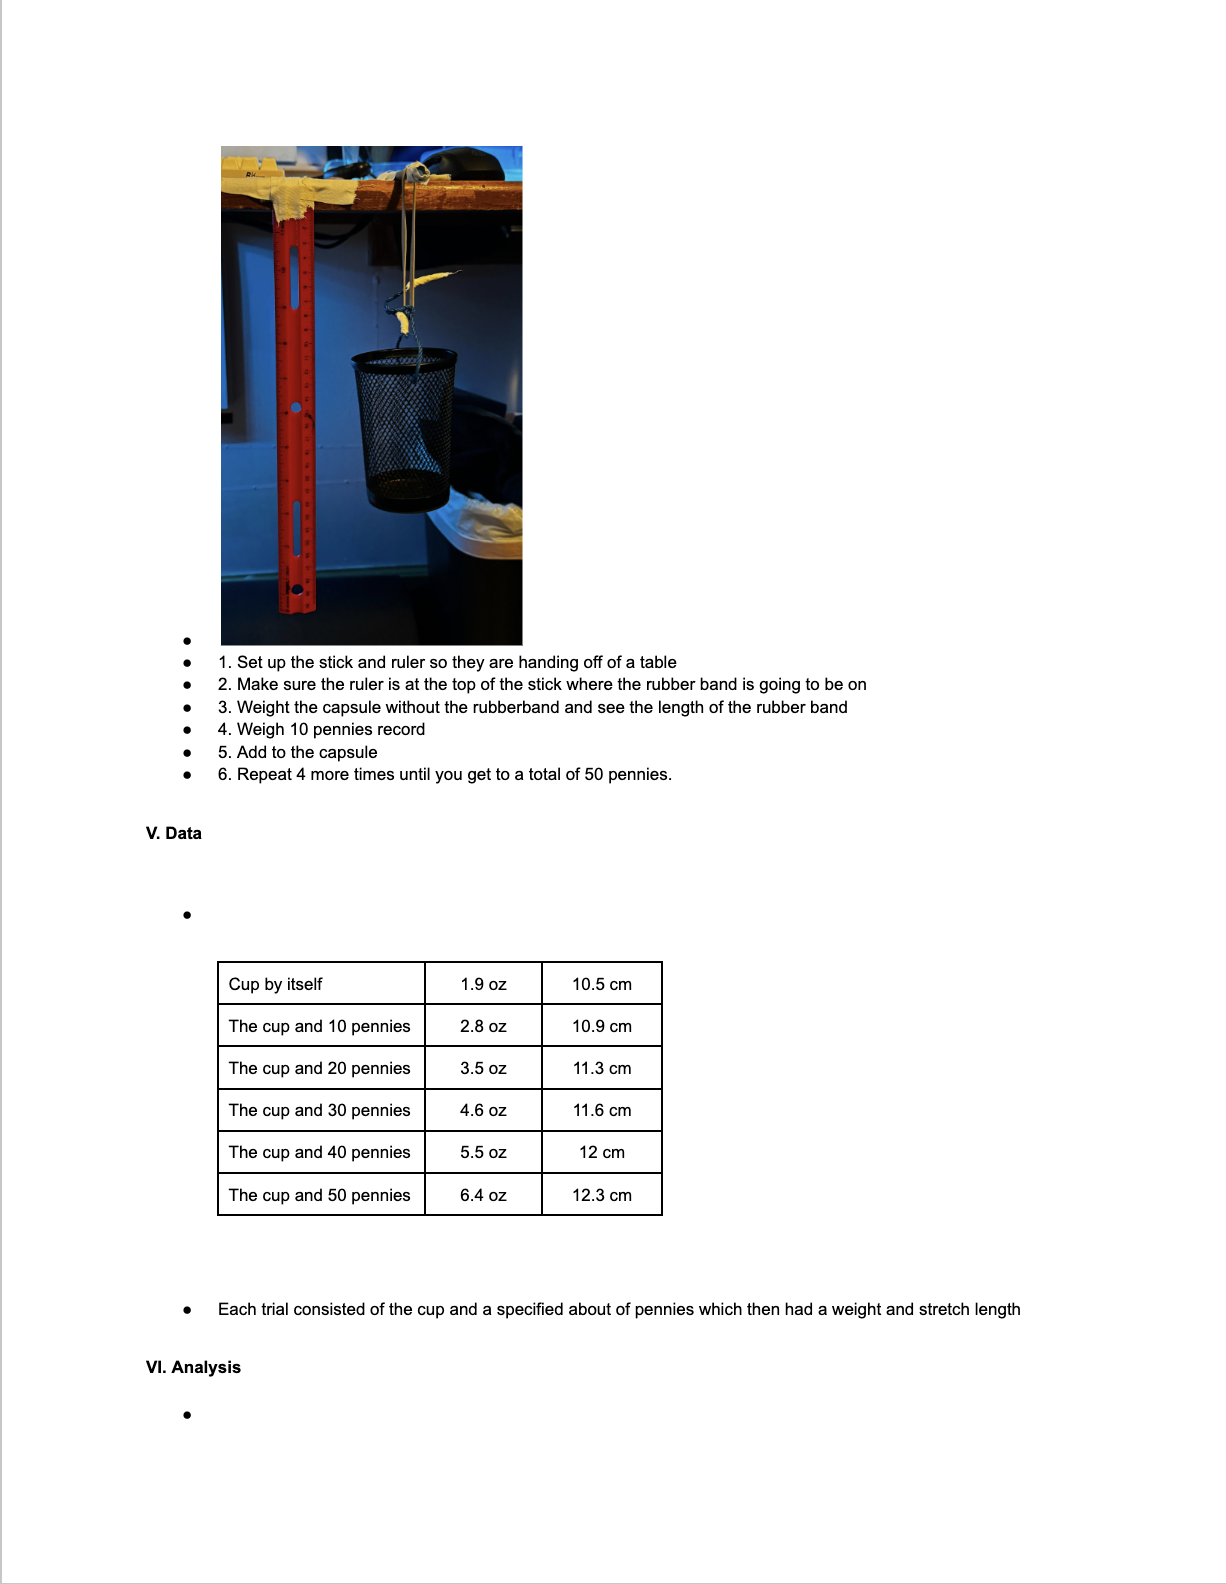 1. Set up the stick and ruler so they are handing off of a table
2. Make sure the ruler is at the top of the stick where the rubber band is going to be on
3. Weight the capsule without the rubberband and see the length of the rubber band
4. Weigh 10 pennies record
5. Add to the capsule
6. Repeat 4 more times until you get to a total of 50 pennies.
V. Data
Cup by itself 1.9 oz 10.5 cm
The cup and 10 pennies 2.8 oz 10.9 cm
The cup and 20 pennies 3.5 oz 11.3 cm
The cup and 30 pennies 4.6 oz 11.6 cm
The cup and 40 pennies 5.5 oz 12 cm
The cup and 50 pennies 6.4 oz 12.3 cm
Each trial consisted of the cup and a specified about of pennies which then had a weight and stretch length
VI. Analysis